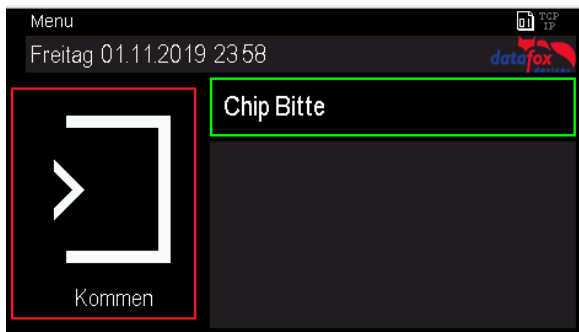 Menu
TCP
IP
Freitag 01.11.2019 23:58
datafox
devices
Chip Bitte
Kommen